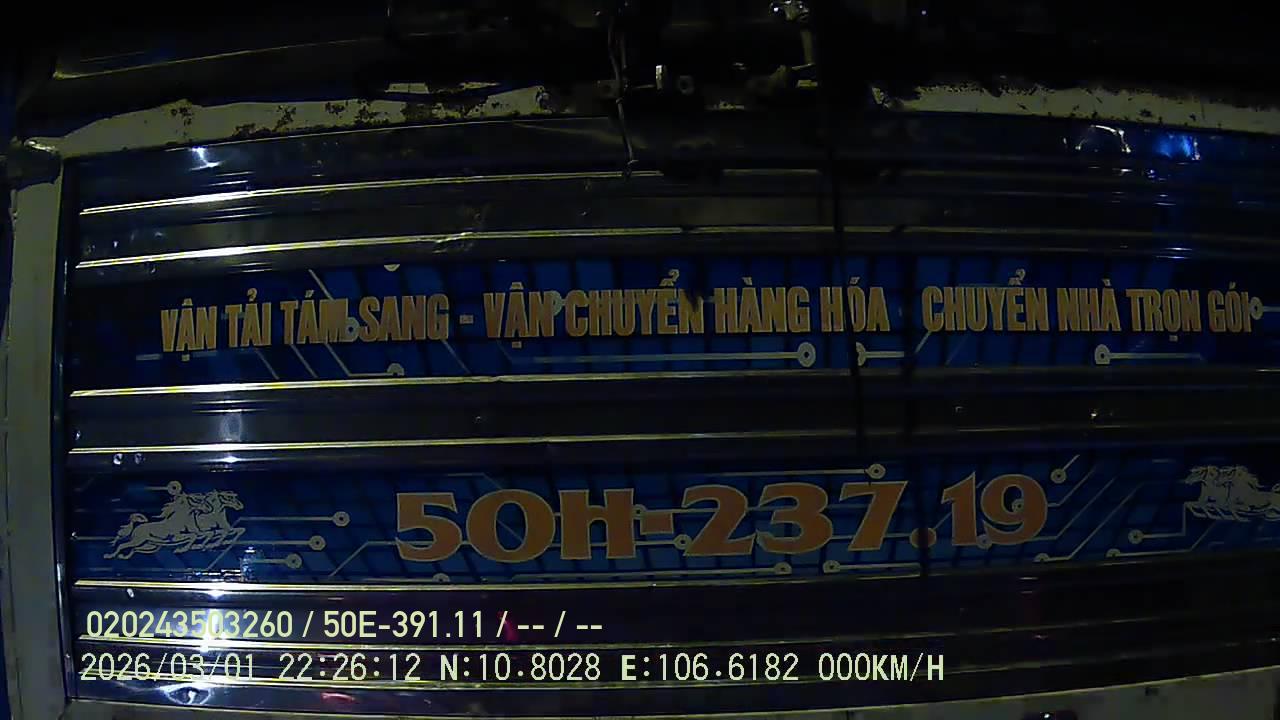 VẬN TẢI TÁM SANG - VẬN CHUYỂN HÀNG HÓA CHUYỂN NHÀ TRỌN GÓI
50H-237.19
020243503260 / 50E-391.11 / -- / --
2026/03/01 22:26:12 N:10.8028 E:106.6182 000KM/H